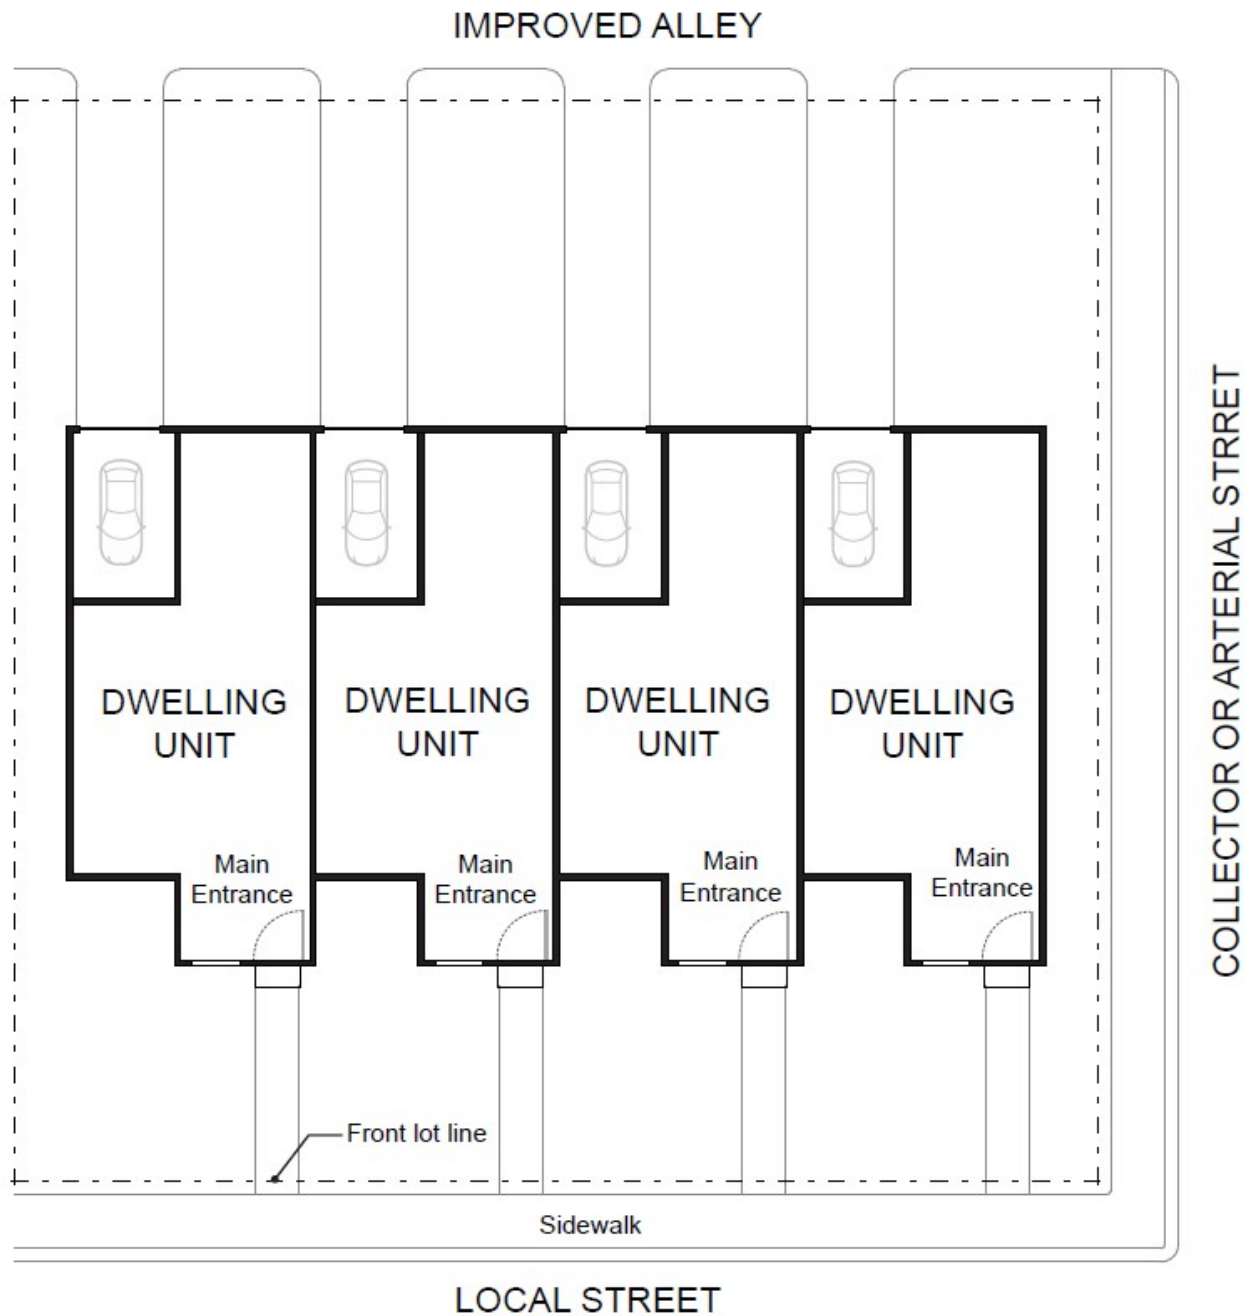 IMPROVED ALLEY
COLLECTOR OR ARTERIAL STRRET
DWELLING
UNIT
DWELLING
UNIT
DWELLING
UNIT
DWELLING
UNIT
Main
Entrance
Main
Entrance
Main
Entrance
Main
Entrance
Front lot line
Sidewalk
LOCAL STREET